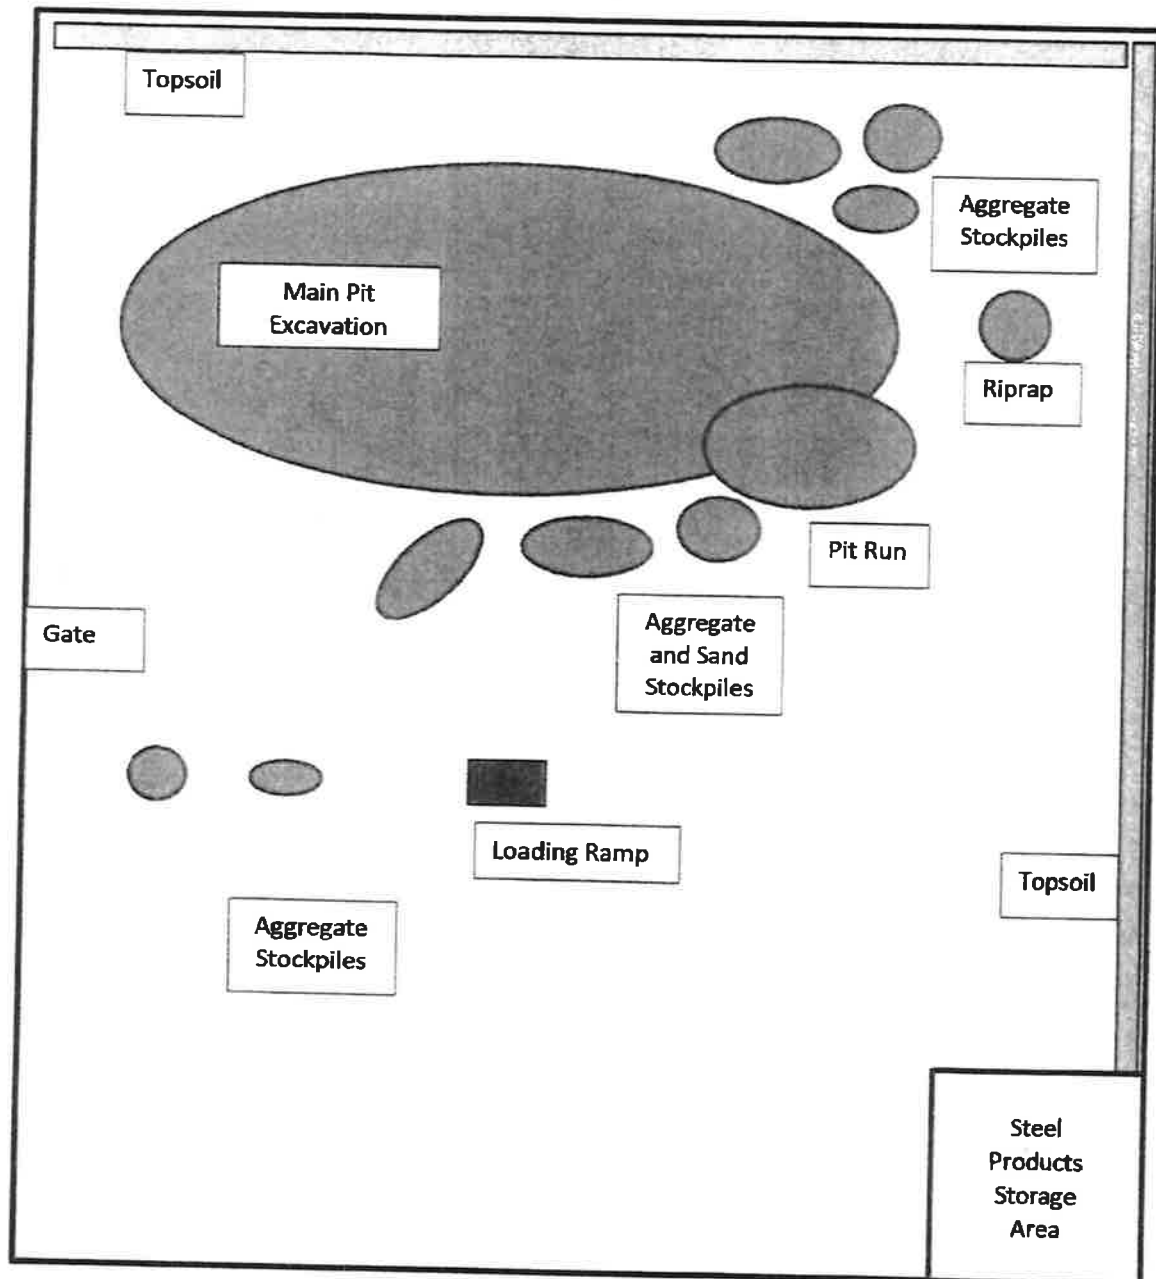 Topsoil
Aggregate
Stockpiles
Main Pit
Excavation
Riprap
Pit Run
Aggregate
and Sand
Stockpiles
Gate
Loading Ramp
Topsoil
Aggregate
Stockpiles
Steel
Products
Storage
Area